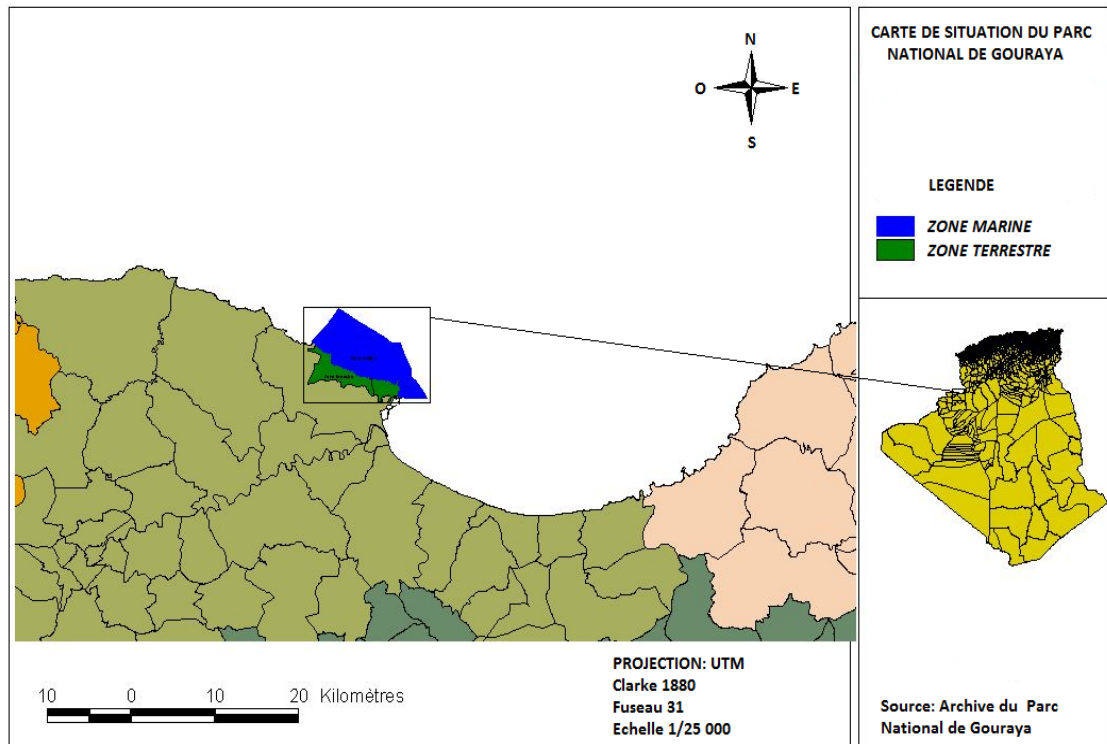 CARTE DE SITUATION DU PARC
NATIONAL DE GOURAYA
N
O E
S
LEGENDE
ZONE MARINE
ZONE TERRESTRE
10 0 10 20 Kilomètres
PROJECTION: UTM
Clarke 1880
Fuseau 31
Echelle 1/25 000
Source: Archive du Parc
National de Gouraya